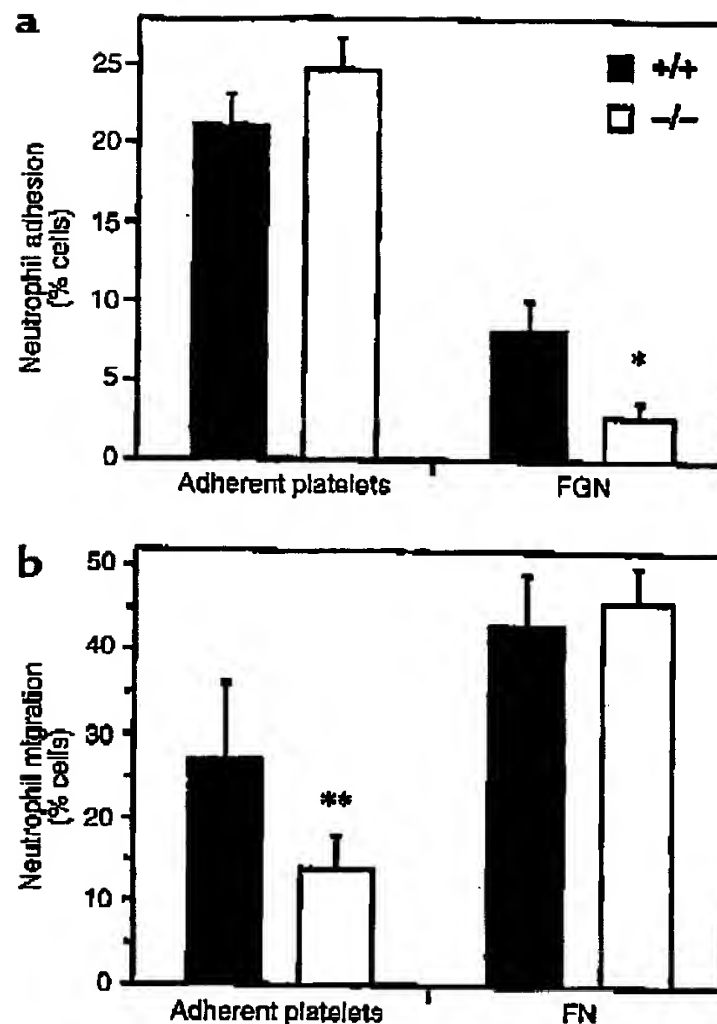 a
+/+
–/–
Neutrophil adhesion
(% cells)
25
20
15
10
5
0
*
Adherent platelets
FGN
b
Neutrophil migration
(% cells)
50
40
30
20
10
0
**
Adherent platelets
FN